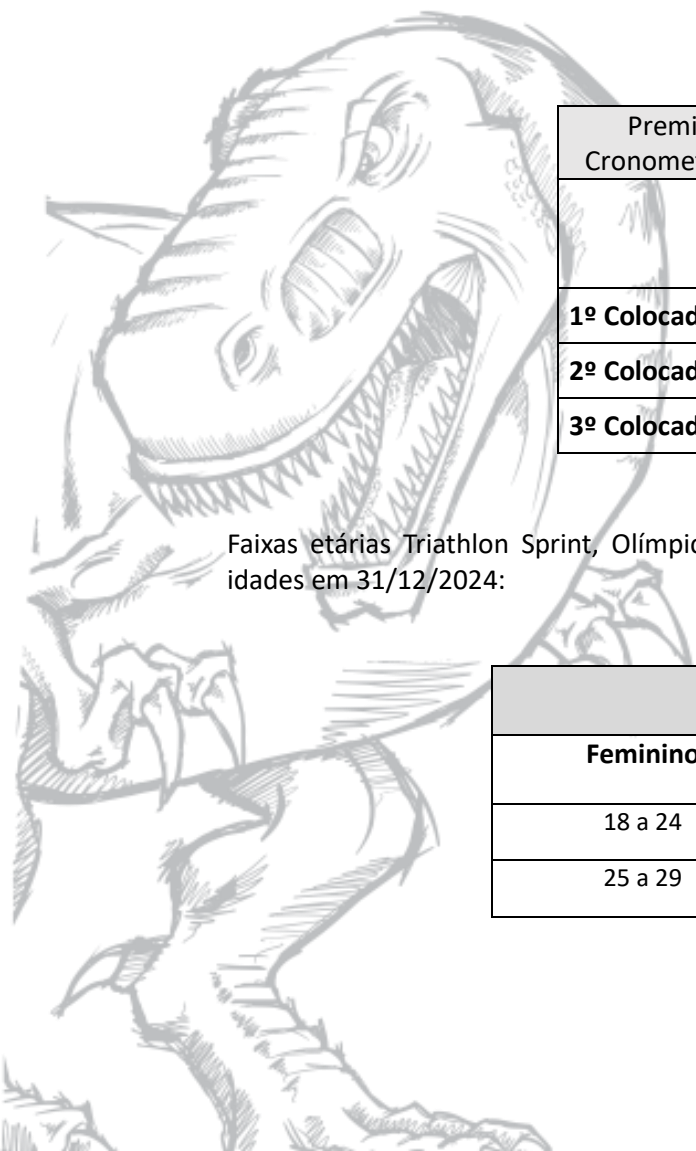 Premi
Cronome
1º Colocad
2º Colocad
3º Colocad
Faixas etárias Triathlon Sprint, Olímpic
idades em 31/12/2024:
Feminino
18 a 24
25 a 29